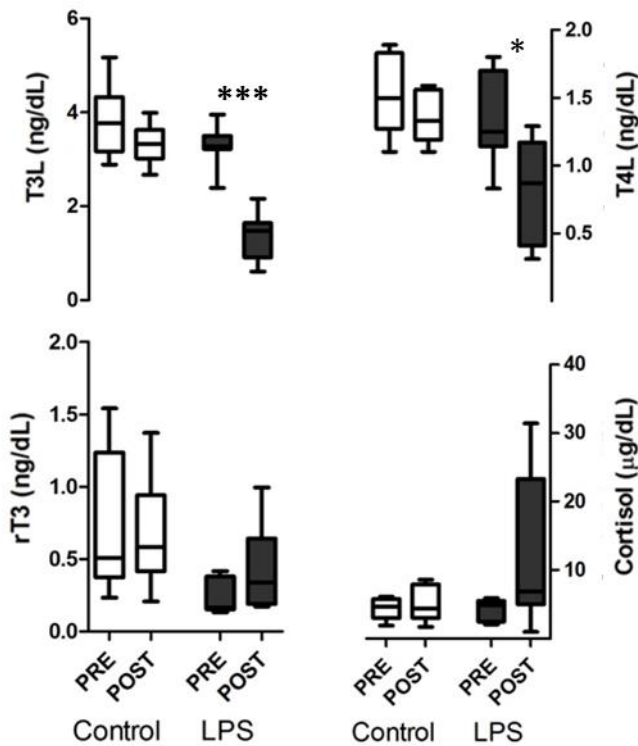 6
4
2
0
T3L (ng/dL)
***
*
2.0
1.5
1.0
0.5
T4L (ng/dL)
2.0
1.5
1.0
0.5
0.0
rT3 (ng/dL)
40
30
20
10
Cortisol (µg/dL)
PRE POST PRE POST
Control LPS
PRE POST PRE POST
Control LPS